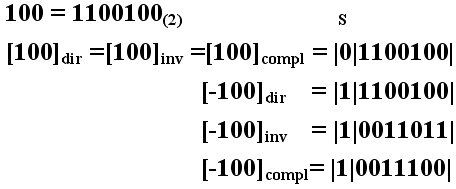 100 = 1100100(2) S
[100]dir =[100]inv =[100]compl = |0|1100100|
[-100]dir = |1|1100100|
[-100]inv = |1|0011011|
[-100]compl= |1|0011100|